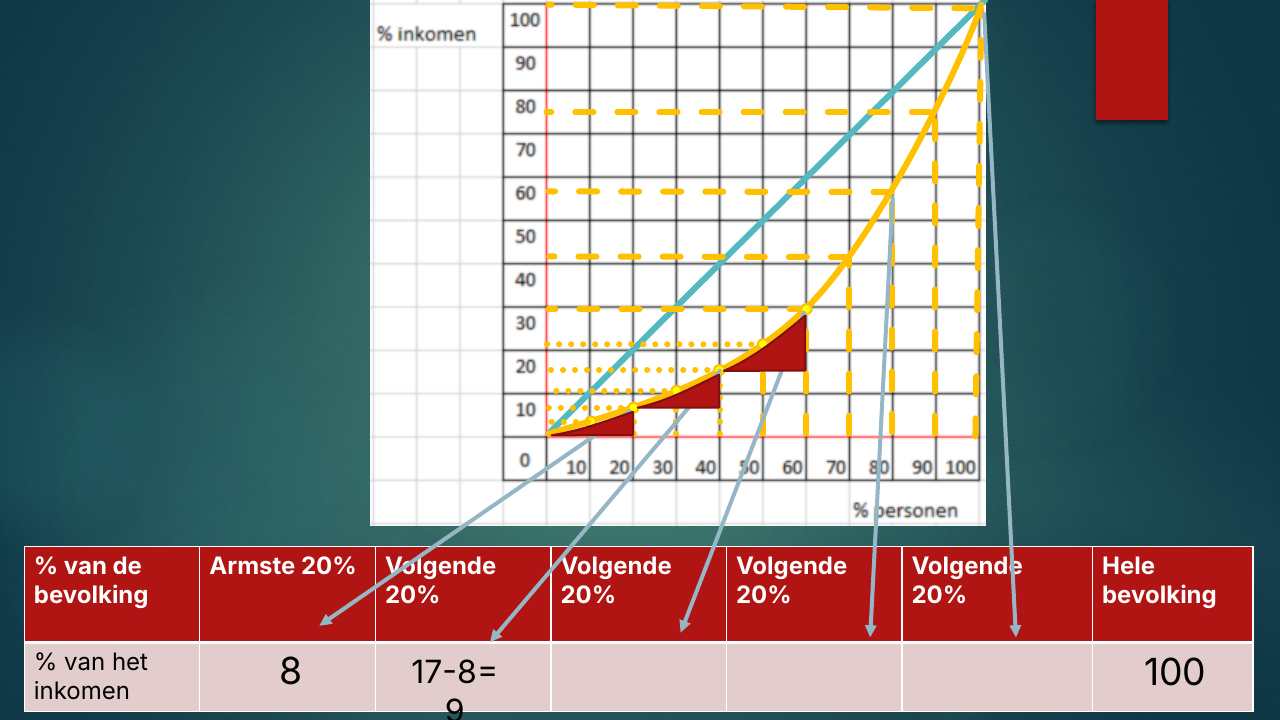 % inkomen
100
90
80
70
60
50
40
30
20
10
0
10 20 30 40 50 60 70 80 90 100
% personen
% van de bevolking
Armste 20%
Volgende 20%
Volgende 20%
Volgende 20%
Volgende 20%
Hele bevolking
% van het inkomen
8
17-8=
9
100